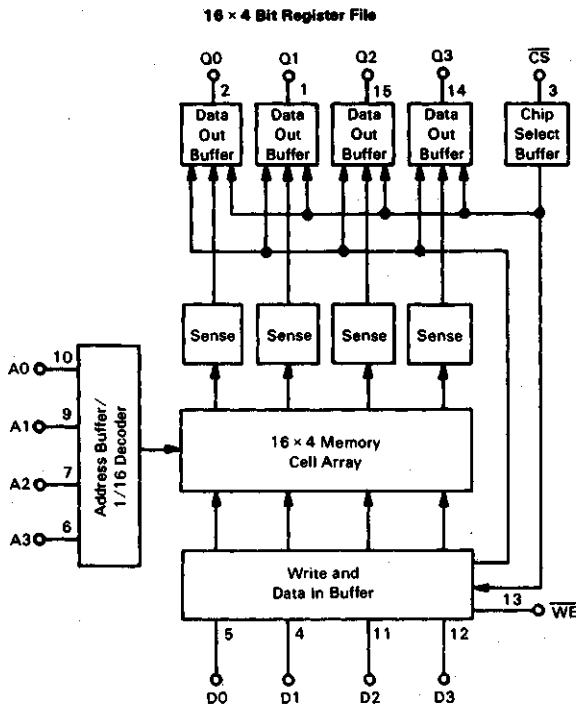 16 × 4 Bit Register File
Q0 Q1 Q2 Q3 C̅S̅
2 1 15 14 3
Data Out Buffer
Data Out Buffer
Data Out Buffer
Data Out Buffer
Chip Select Buffer
Sense Sense Sense Sense
A0 10
A1 9
A2 7
A3 6
Address Buffer/
1/16 Decoder
16 × 4 Memory
Cell Array
Write and
Data In Buffer
13 W̅E̅
5 4 11 12
D0 D1 D2 D3